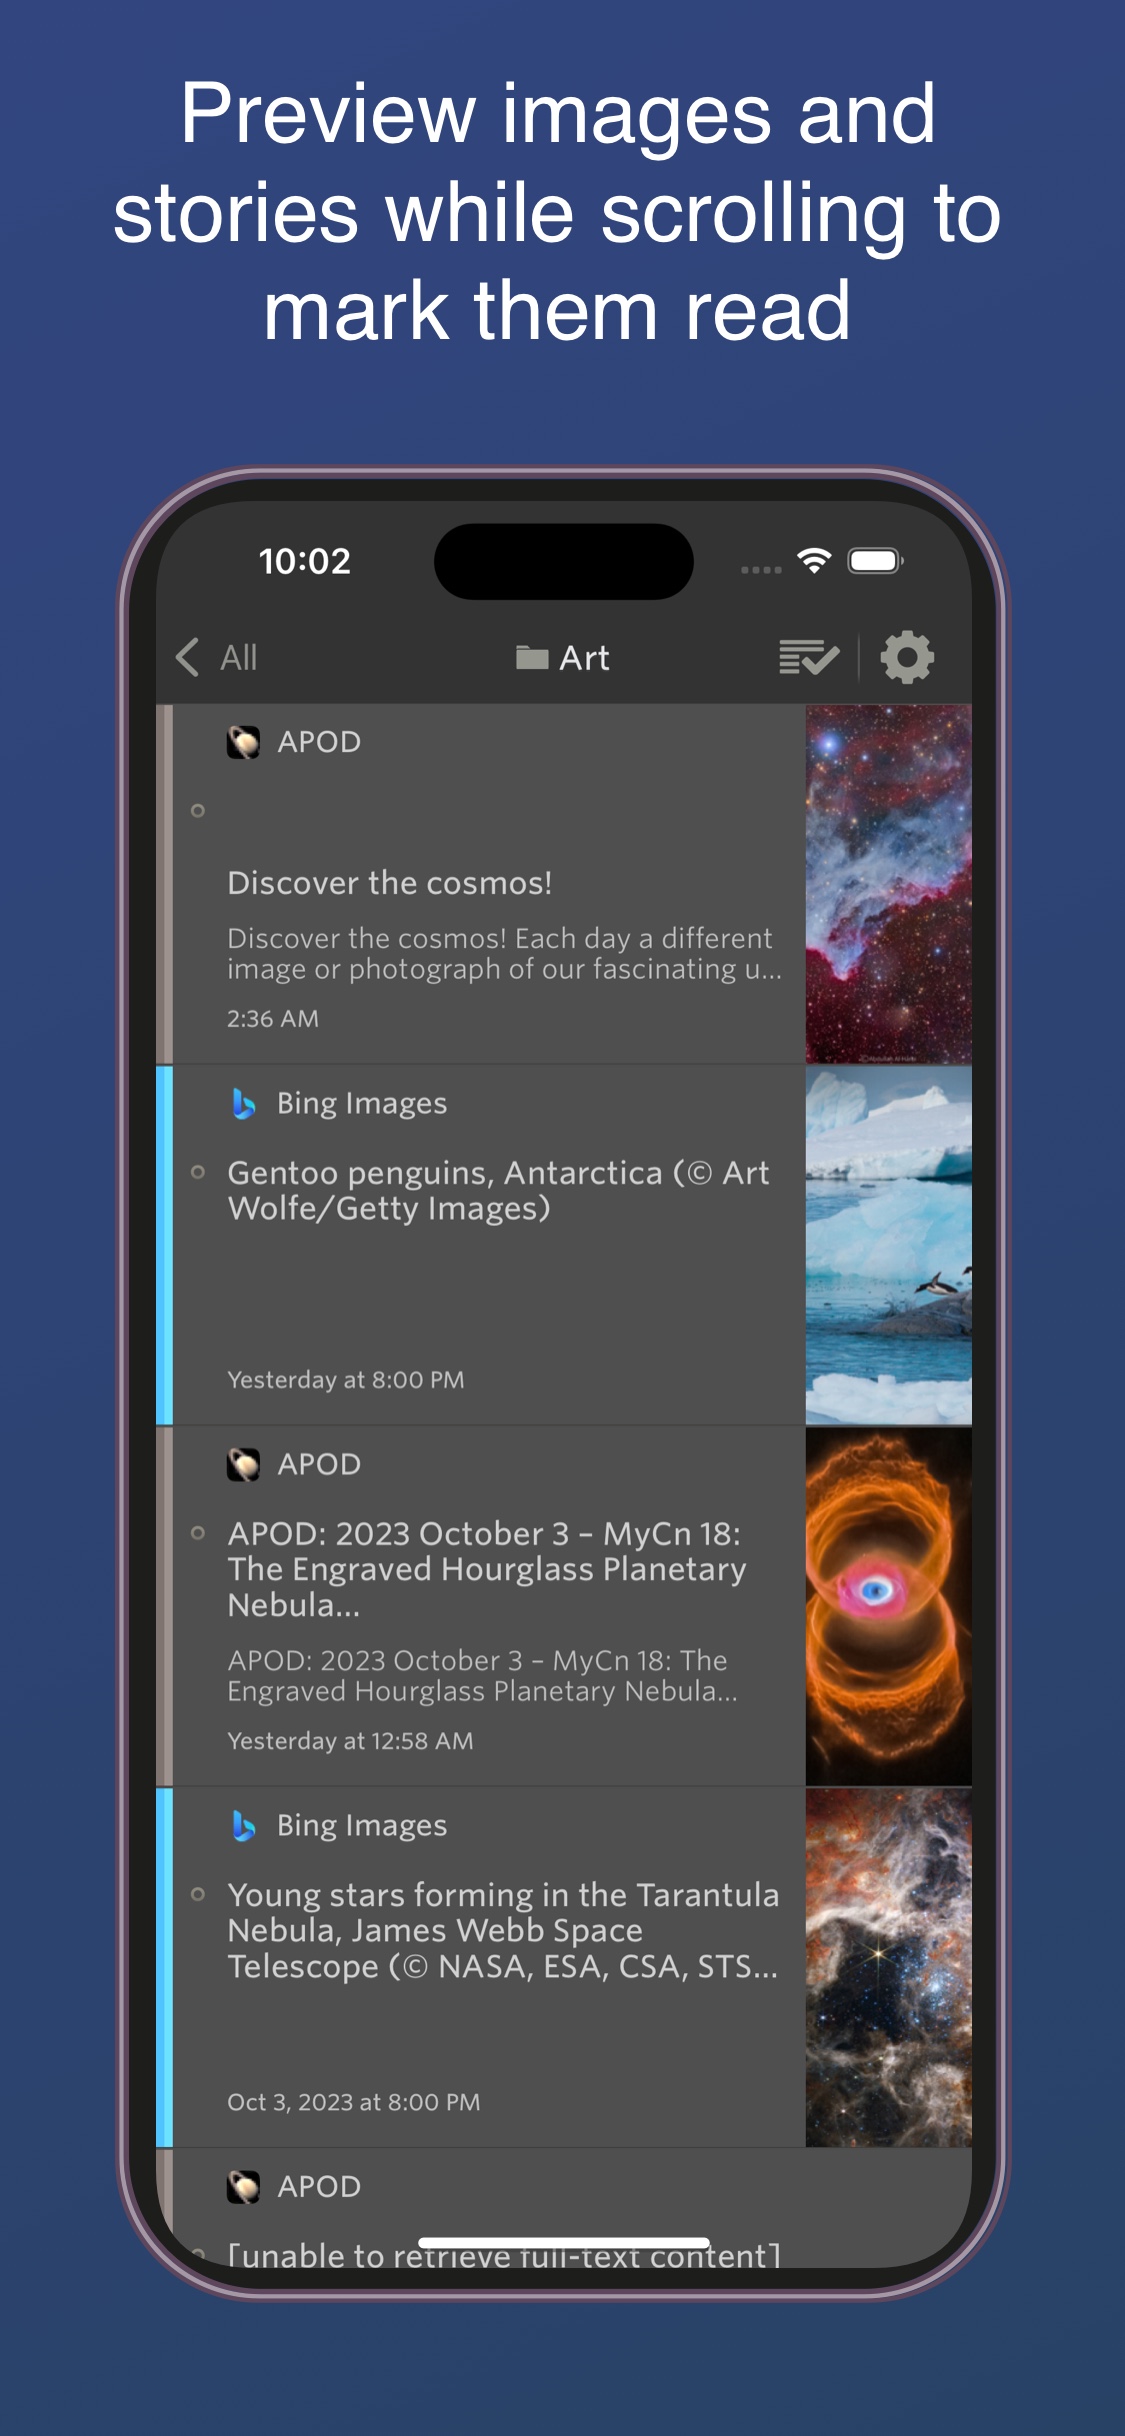 Preview images and
stories while scrolling to
mark them read
10:02
All
Art
APOD
Discover the cosmos!
Discover the cosmos! Each day a different
image or photograph of our fascinating u...
2:36 AM
Bing Images
Gentoo penguins, Antarctica (© Art
Wolfe/Getty Images)
Yesterday at 8:00 PM
APOD
APOD: 2023 October 3 – MyCn 18:
The Engraved Hourglass Planetary
Nebula...
APOD: 2023 October 3 – MyCn 18: The
Engraved Hourglass Planetary Nebula...
Yesterday at 12:58 AM
Bing Images
Young stars forming in the Tarantula
Nebula, James Webb Space
Telescope (© NASA, ESA, CSA, STS...
Oct 3, 2023 at 8:00 PM
APOD
[unable to retrieve full-text content]